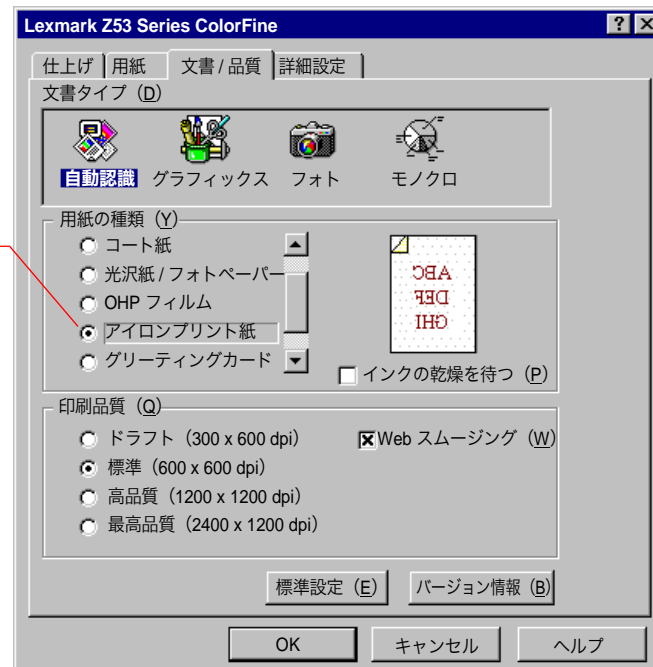 Lexmark Z53 Series ColorFine
仕上げ 用紙 文書 / 品質 詳細設定
文書タイプ（D）
自動認識 グラフィックス フォト モノクロ
用紙の種類（Y）
コート紙
光沢紙 / フォトペーパー
OHP フィルム
アイロンプリント紙
グリーティングカード
ABC
DEF
GHI
インクの乾燥を待つ（P）
印刷品質（Q）
ドラフト（300 x 600 dpi） Web スムージング（W）
標準（600 x 600 dpi）
高品質（1200 x 1200 dpi）
最高品質（2400 x 1200 dpi）
標準設定（E） バージョン情報（B）
OK キャンセル ヘルプ